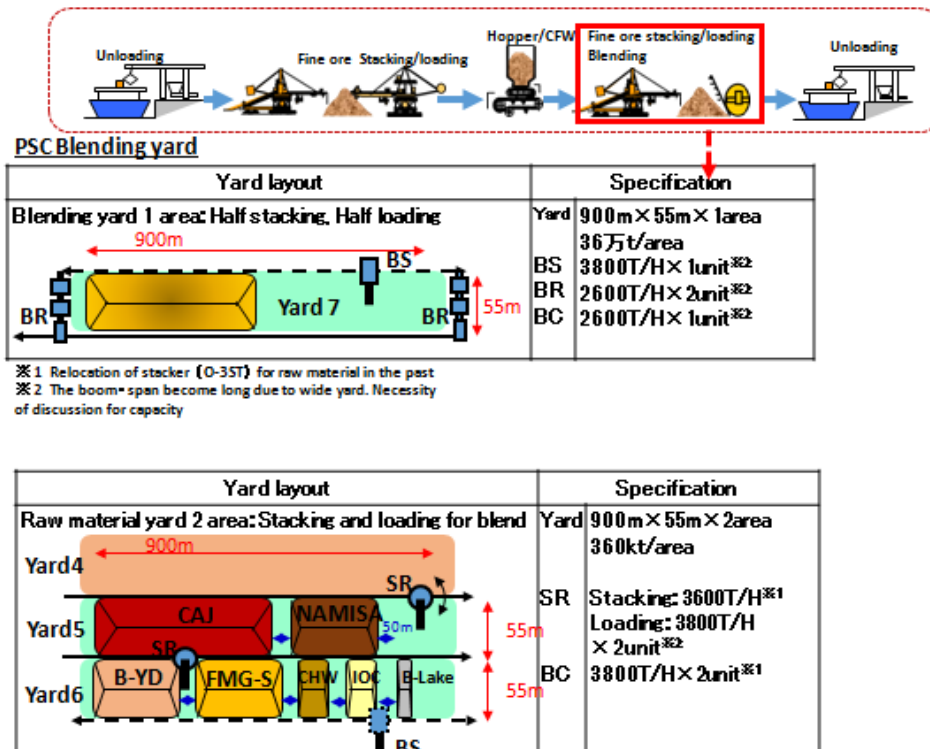 Unloading
Fine ore Stacking/loading
Hopper/CFW
Fine ore stacking/loading
Blending
Unloading
PSC Blending yard
Yard layout
Specification
Blending yard 1 area: Half stacking, Half loading
900m
BS
BR
Yard 7
BR
55m
Yard 900m×55m×1area
36万t/area
BS 3800T/H×1unit※2
BR 2600T/H×2unit※2
BC 2600T/H×1unit※2
※1 Relocation of stacker (O-3ST) for raw material in the past
※2 The boom-span become long due to wide yard. Necessity
of discussion for capacity
Yard layout
Specification
Raw material yard 2 area: Stacking and loading for blend
900m
Yard4
SR
CAJ
NAMISA
Yard5
50m
55m
SR
B-YD
FMG-S
CHW
IOC
B-Lake
Yard6
55m
BS
Yard 900m×55m×2area
360kt/area
SR Stacking: 3600T/H※1
Loading: 3800T/H
×2unit※2
BC 3800T/H×2unit※1